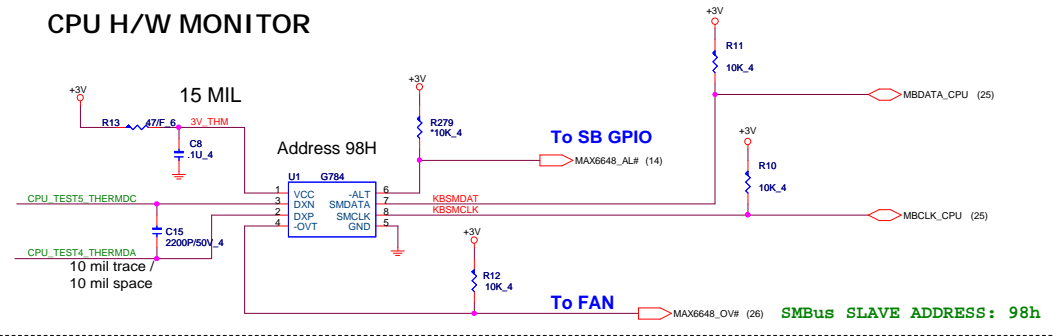 CPU H/W MONITOR
+3V
R11
10K_4
MBDATA_CPU (25)
+3V
15 MIL
R13 47/F_6 3V_THM
C8
.1U_4
+3V
R279
*10K_4
To SB GPIO
MAX6648_AL# (14)
+3V
R10
10K_4
Address 98H
U1 G784
1 VCC -ALT 6
3 DXN SMDATA 7 KBSMDAT
2 DXP SMCLK 8 KBSMCLK
4 -OVT GND 5
MBCLK_CPU (25)
CPU_TEST5_THERMDC
C15
2200P/50V_4
CPU_TEST4_THERMDA
10 mil trace /
10 mil space
+3V
R12
10K_4
To FAN
MAX6648_OV# (26)
SMBus SLAVE ADDRESS: 98h